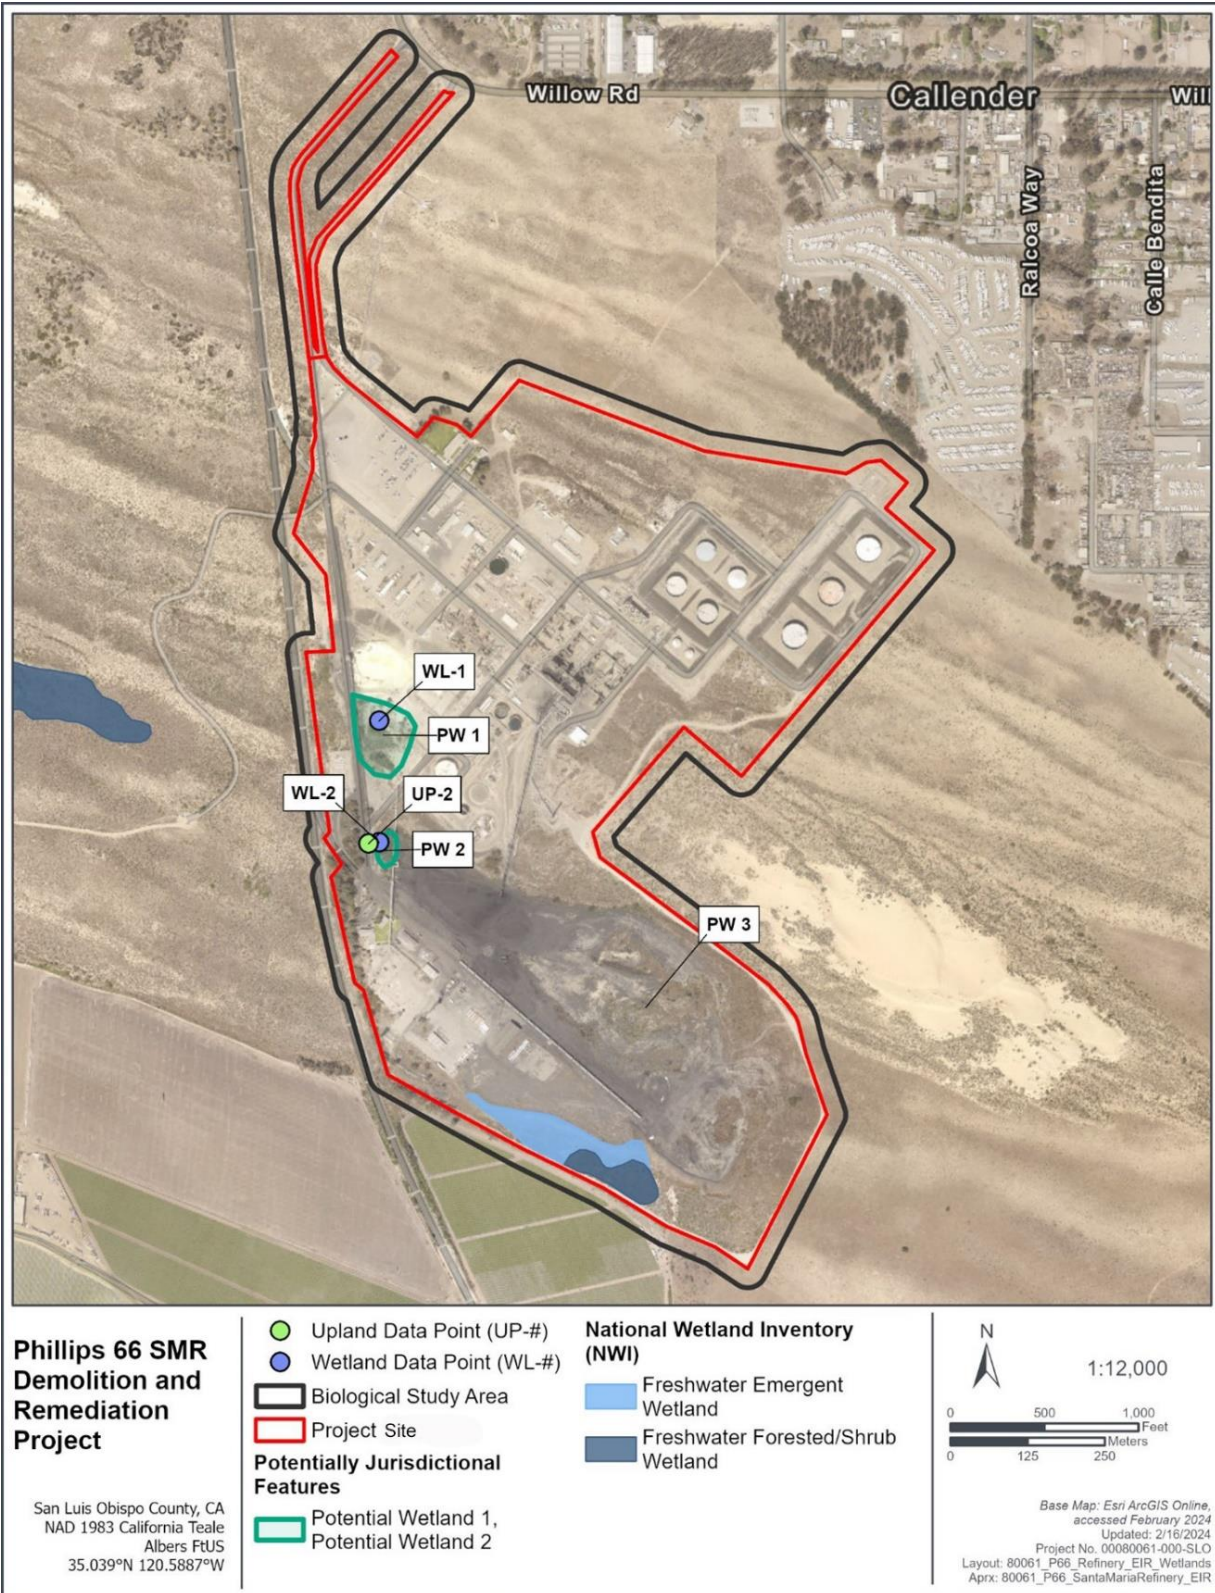 Willow Rd
Callender
Will
Ralcoa Way
Calle Bendita
WL-1
PW 1
WL-2
UP-2
PW 2
PW 3
Phillips 66 SMR
Demolition and
Remediation
Project
San Luis Obispo County, CA
NAD 1983 California Teale
Albers FtUS
35.039°N 120.5887°W
Upland Data Point (UP-#)
Wetland Data Point (WL-#)
Biological Study Area
Project Site
Potentially Jurisdictional
Features
Potential Wetland 1,
Potential Wetland 2
National Wetland Inventory
(NWI)
Freshwater Emergent
Wetland
Freshwater Forested/Shrub
Wetland
N
1:12,000
0 500 1,000
Feet
Meters
0 125 250
Base Map: Esri ArcGIS Online,
accessed February 2024
Updated: 2/16/2024
Project No. 00080061-000-SLO
Layout: 80061_P66_Refinery_EIR_Wetlands
Aprx: 80061_P66_SantaMariaRefinery_EIR